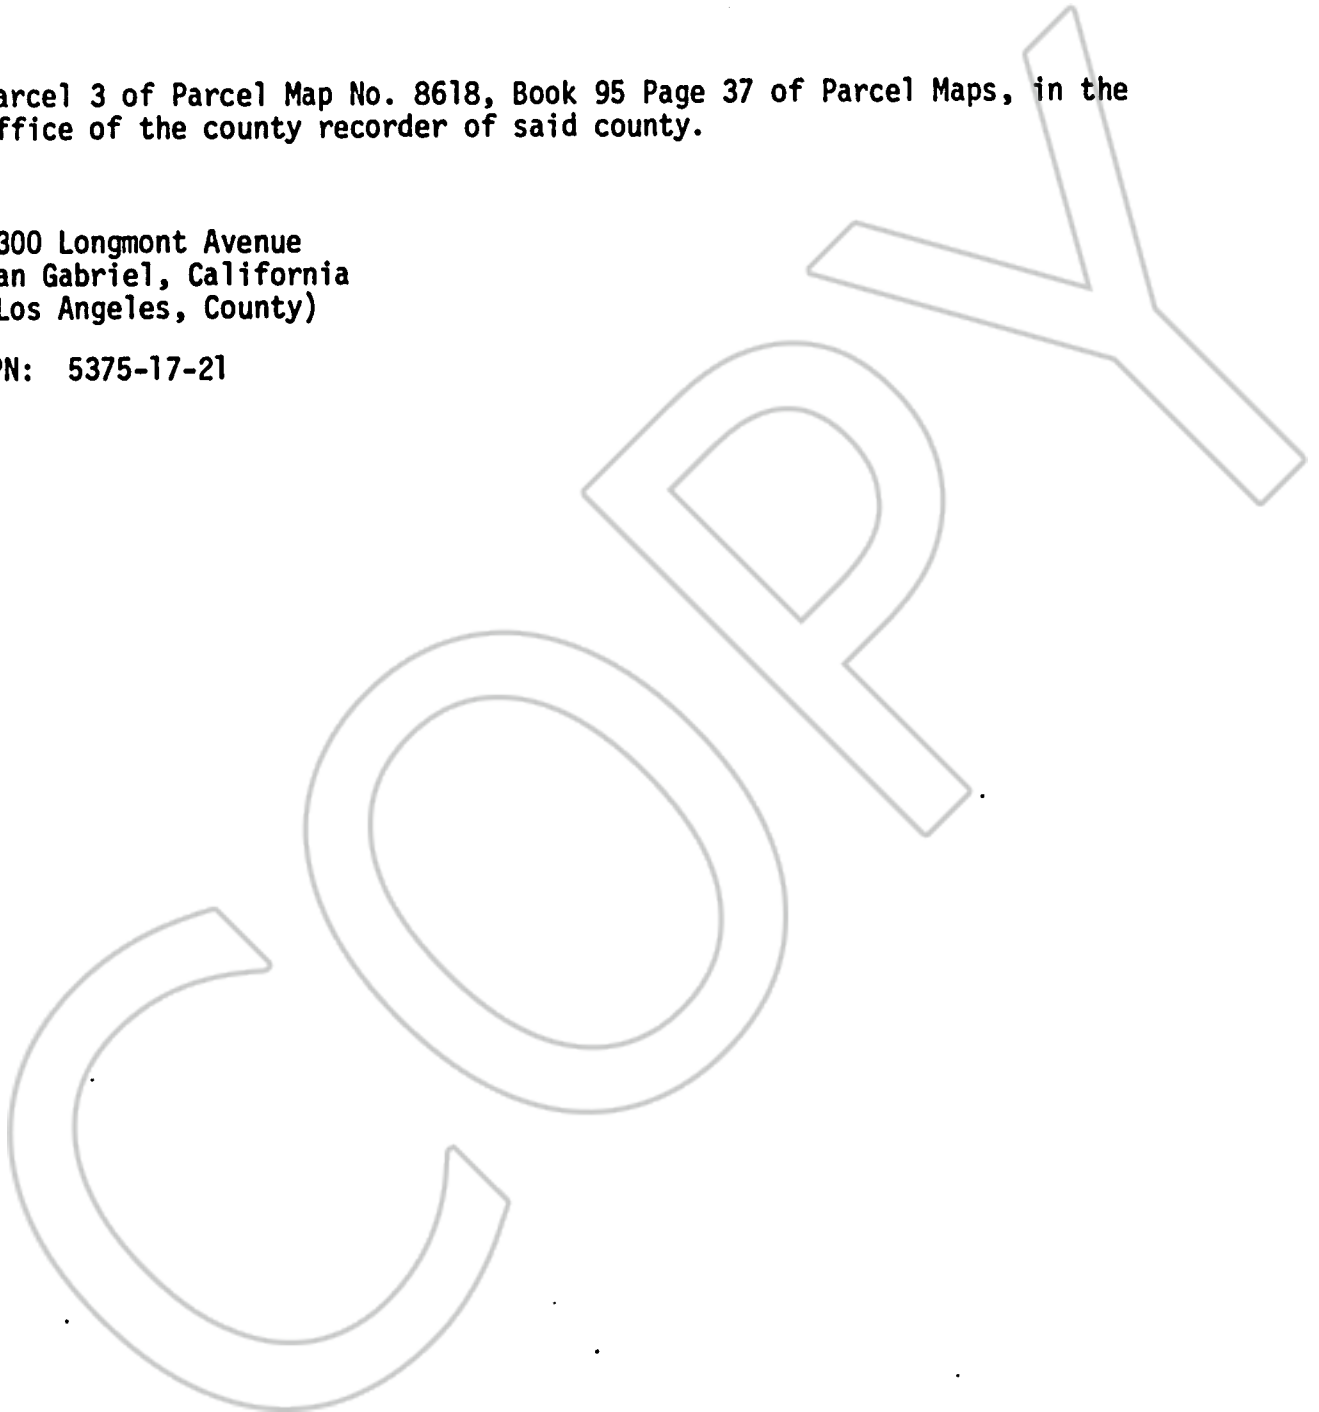 arcel 3 of Parcel Map No. 8618, Book 95 Page 37 of Parcel Maps, in the
ffice of the county recorder of said county.
300 Longmont Avenue
an Gabriel, California
Los Angeles, County)
PN: 5375-17-21
COPY